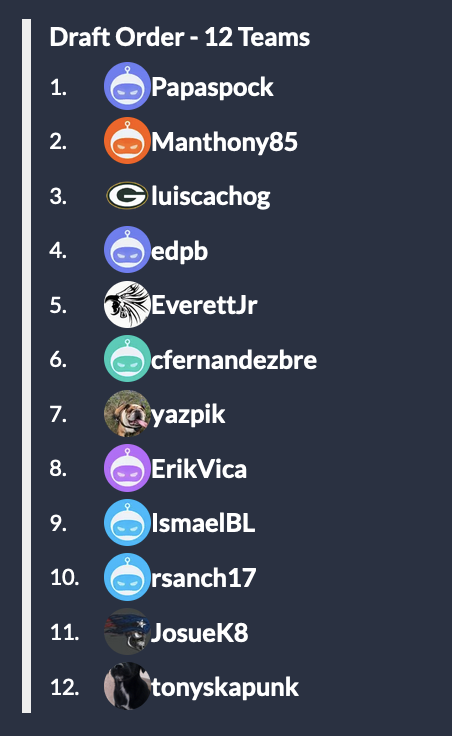 Draft Order - 12 Teams
1. Papaspock
2. Manthony85
3. G luiscachog
4. edpb
5. EverettJr
6. cfernandezbre
7. yazpik
8. ErikVica
9. IsmaelBL
10. rsanch17
11. JosueK8
12. tonyskapunk